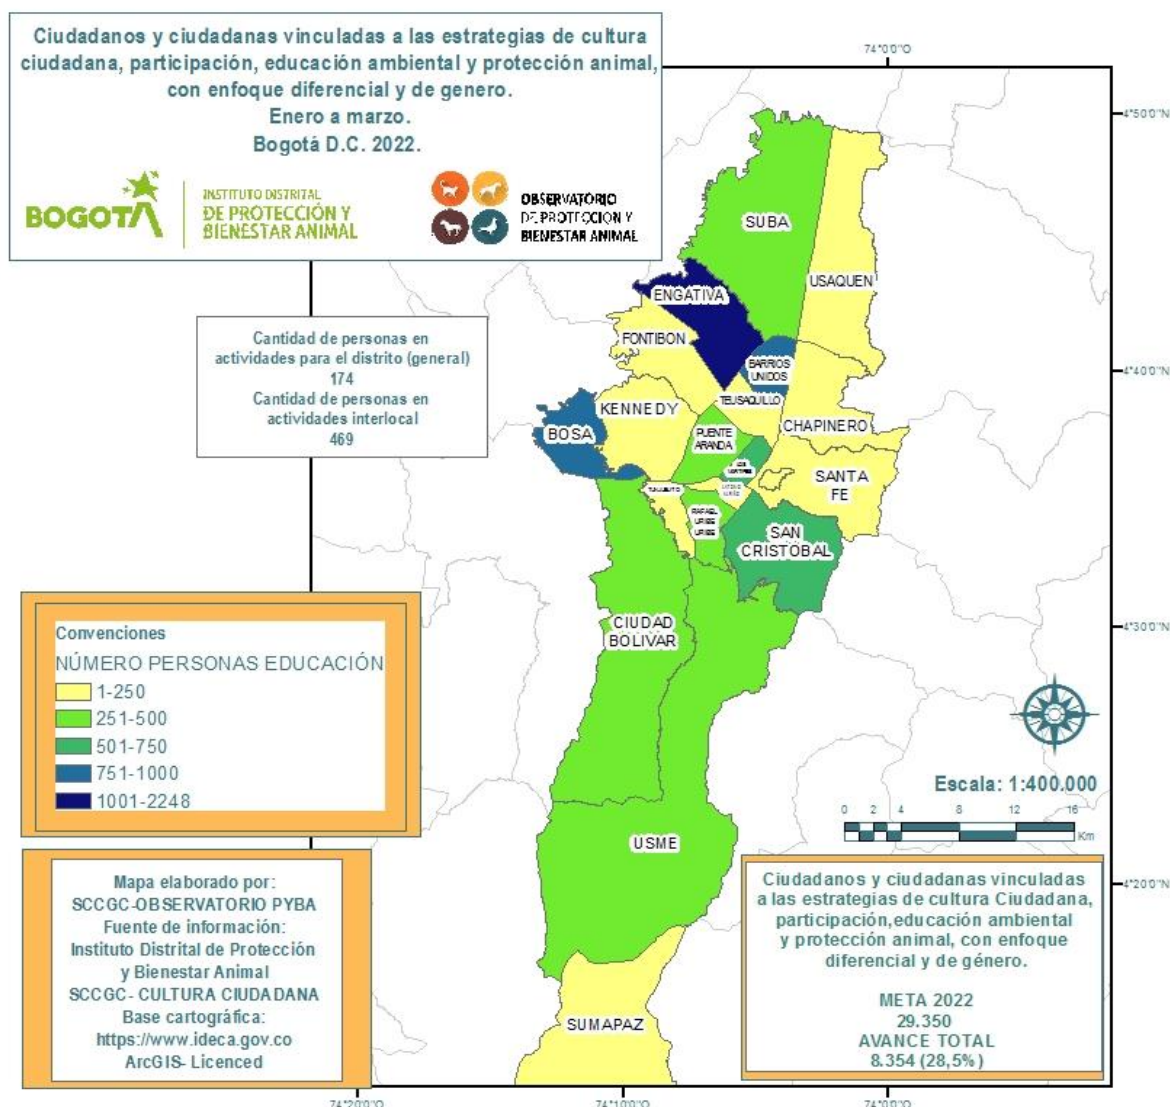 Ciudadanos y ciudadanas vinculadas a las estrategias de cultura
ciudadana, participación, educación ambiental y protección animal,
con enfoque diferencial y de genero.
Enero a marzo.
Bogotá D.C. 2022.
BOGOTÁ
INSTITUTO DISTRITAL
DE PROTECCIÓN Y
BIENESTAR ANIMAL
OBSERVATORIO
DE PROTECCION Y
BIENESTAR ANIMAL
74°0'0"O
4°50'0"N
SUBA
USAQUEN
ENGATIVA
FONTIBON
Cantidad de personas en
actividades para el distrito (general)
174
Cantidad de personas en
actividades interlocal
469
BARRIOS
UNIDOS
4°40'0"N
TEUSAQUILLO
KENNEDY
CHAPINERO
BOSA
PUENTE
ARANDA
LOS
MARTIRES
SANTA
FE
TUNJUELITO
RAFAEL
URIBE
URIBE
SAN
CRISTÓBAL
CIUDAD
BOLIVAR
4°30'0"N
Convenciones
NÚMERO PERSONAS EDUCACIÓN
1-250
251-500
501-750
751-1000
1001-2248
Escala: 1:400.000
0 2 4 8 12 16
Km
USME
Mapa elaborado por:
SCCGC-OBSERVATORIO PYBA
Fuente de información:
Instituto Distrital de Protección
y Bienestar Animal
SCCGC- CULTURA CIUDADANA
Base cartográfica:
https://www.ideca.gov.co
ArcGIS- Licenced
Ciudadanos y ciudadanas vinculadas
a las estrategias de cultura Ciudadana,
participación,educación ambiental
y protección animal, con enfoque
diferencial y de género.
META 2022
29.350
AVANCE TOTAL
8.354 (28,5%)
4°20'0"N
SUMAPAZ
74°20'0"O
74°10'0"O
74°0'0"O